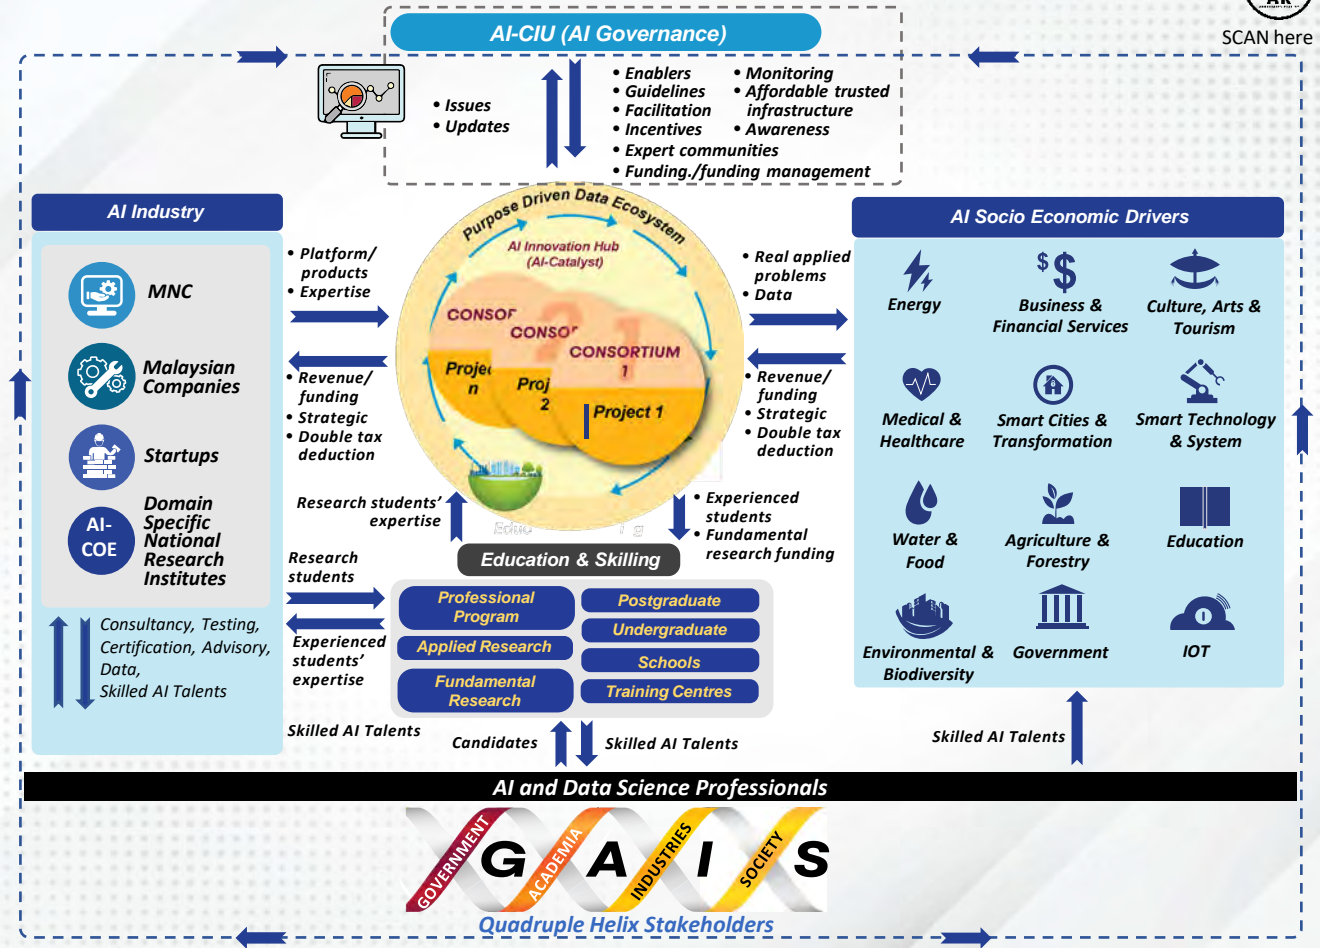 SCAN here
AI-CIU (AI Governance)
• Issues
• Updates
• Enablers
• Guidelines
• Facilitation
• Incentives
• Expert communities
• Funding./funding management
• Monitoring
• Affordable trusted
infrastructure
• Awareness
AI Industry
MNC
Malaysian
Companies
Startups
AI-
COE
Domain
Specific
National
Research
Institutes
Consultancy, Testing,
Certification, Advisory,
Data,
Skilled AI Talents
• Platform/
products
• Expertise
• Revenue/
funding
• Strategic
• Double tax
deduction
Purpose Driven Data Ecosystem
AI Innovation Hub
(AI-Catalyst)
CONSOR
Projec
n
CONSO
2
Proj
2
CONSORTIUM
1
1
Project 1
• Real applied
problems
• Data
• Revenue/
funding
• Strategic
• Double tax
deduction
AI Socio Economic Drivers
Energy
Business &
Financial Services
Culture, Arts &
Tourism
Medical &
Healthcare
Smart Cities &
Transformation
Smart Technology
& System
Water &
Food
Agriculture &
Forestry
Education
Environmental &
Biodiversity
Government
IOT
Research students’
expertise
• Experienced
students
• Fundamental
research funding
Research
students
Experienced
students’
expertise
Education & Skilling
Professional
Program
Applied Research
Fundamental
Research
Postgraduate
Undergraduate
Schools
Training Centres
Skilled AI Talents
Candidates
Skilled AI Talents
Skilled AI Talents
AI and Data Science Professionals
GOVERNMENT
G
ACADEMIA
A
INDUSTRIES
I
SOCIETY
S
Quadruple Helix Stakeholders